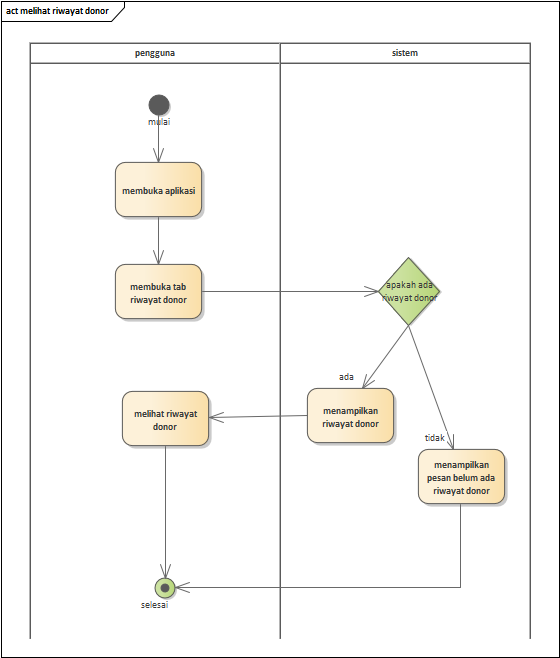 act melihat riwayat donor
pengguna
sistem
mulai
membuka aplikasi
membuka tab
riwayat donor
apakah ada
riwayat donor
ada
menampilkan
riwayat donor
melihat riwayat
donor
tidak
menampilkan
pesan belum ada
riwayat donor
selesai